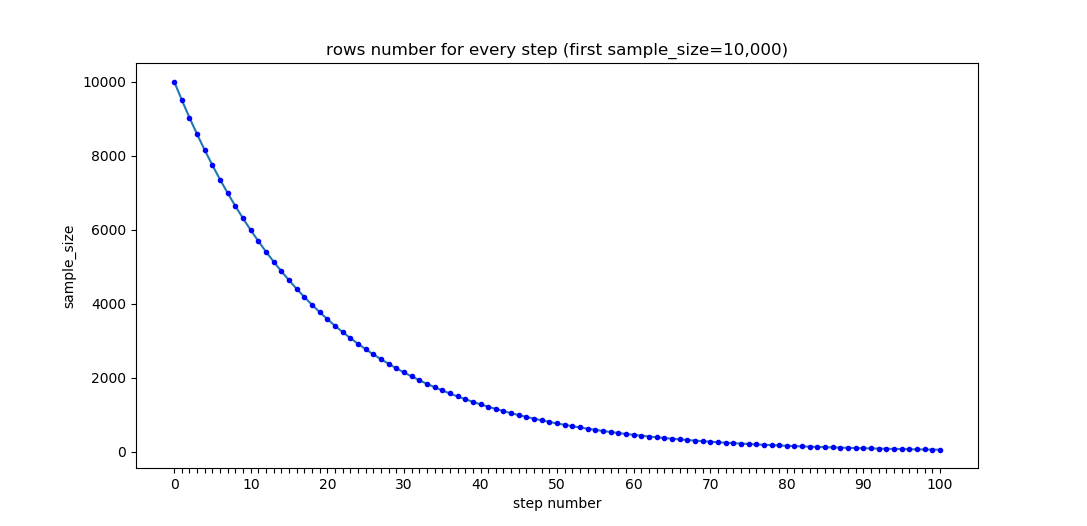 rows number for every step (first sample_size=10,000)
10000
8000
6000
4000
2000
0
sample_size
0 10 20 30 40 50 60 70 80 90 100
step number